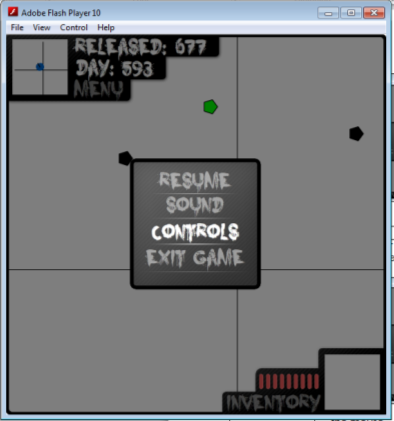 Adobe Flash Player 10
File View Control Help
RELEASED: 677
DAY: 593
MENU
RESUME
SOUND
CONTROLS
EXIT GAME
INVENTORY